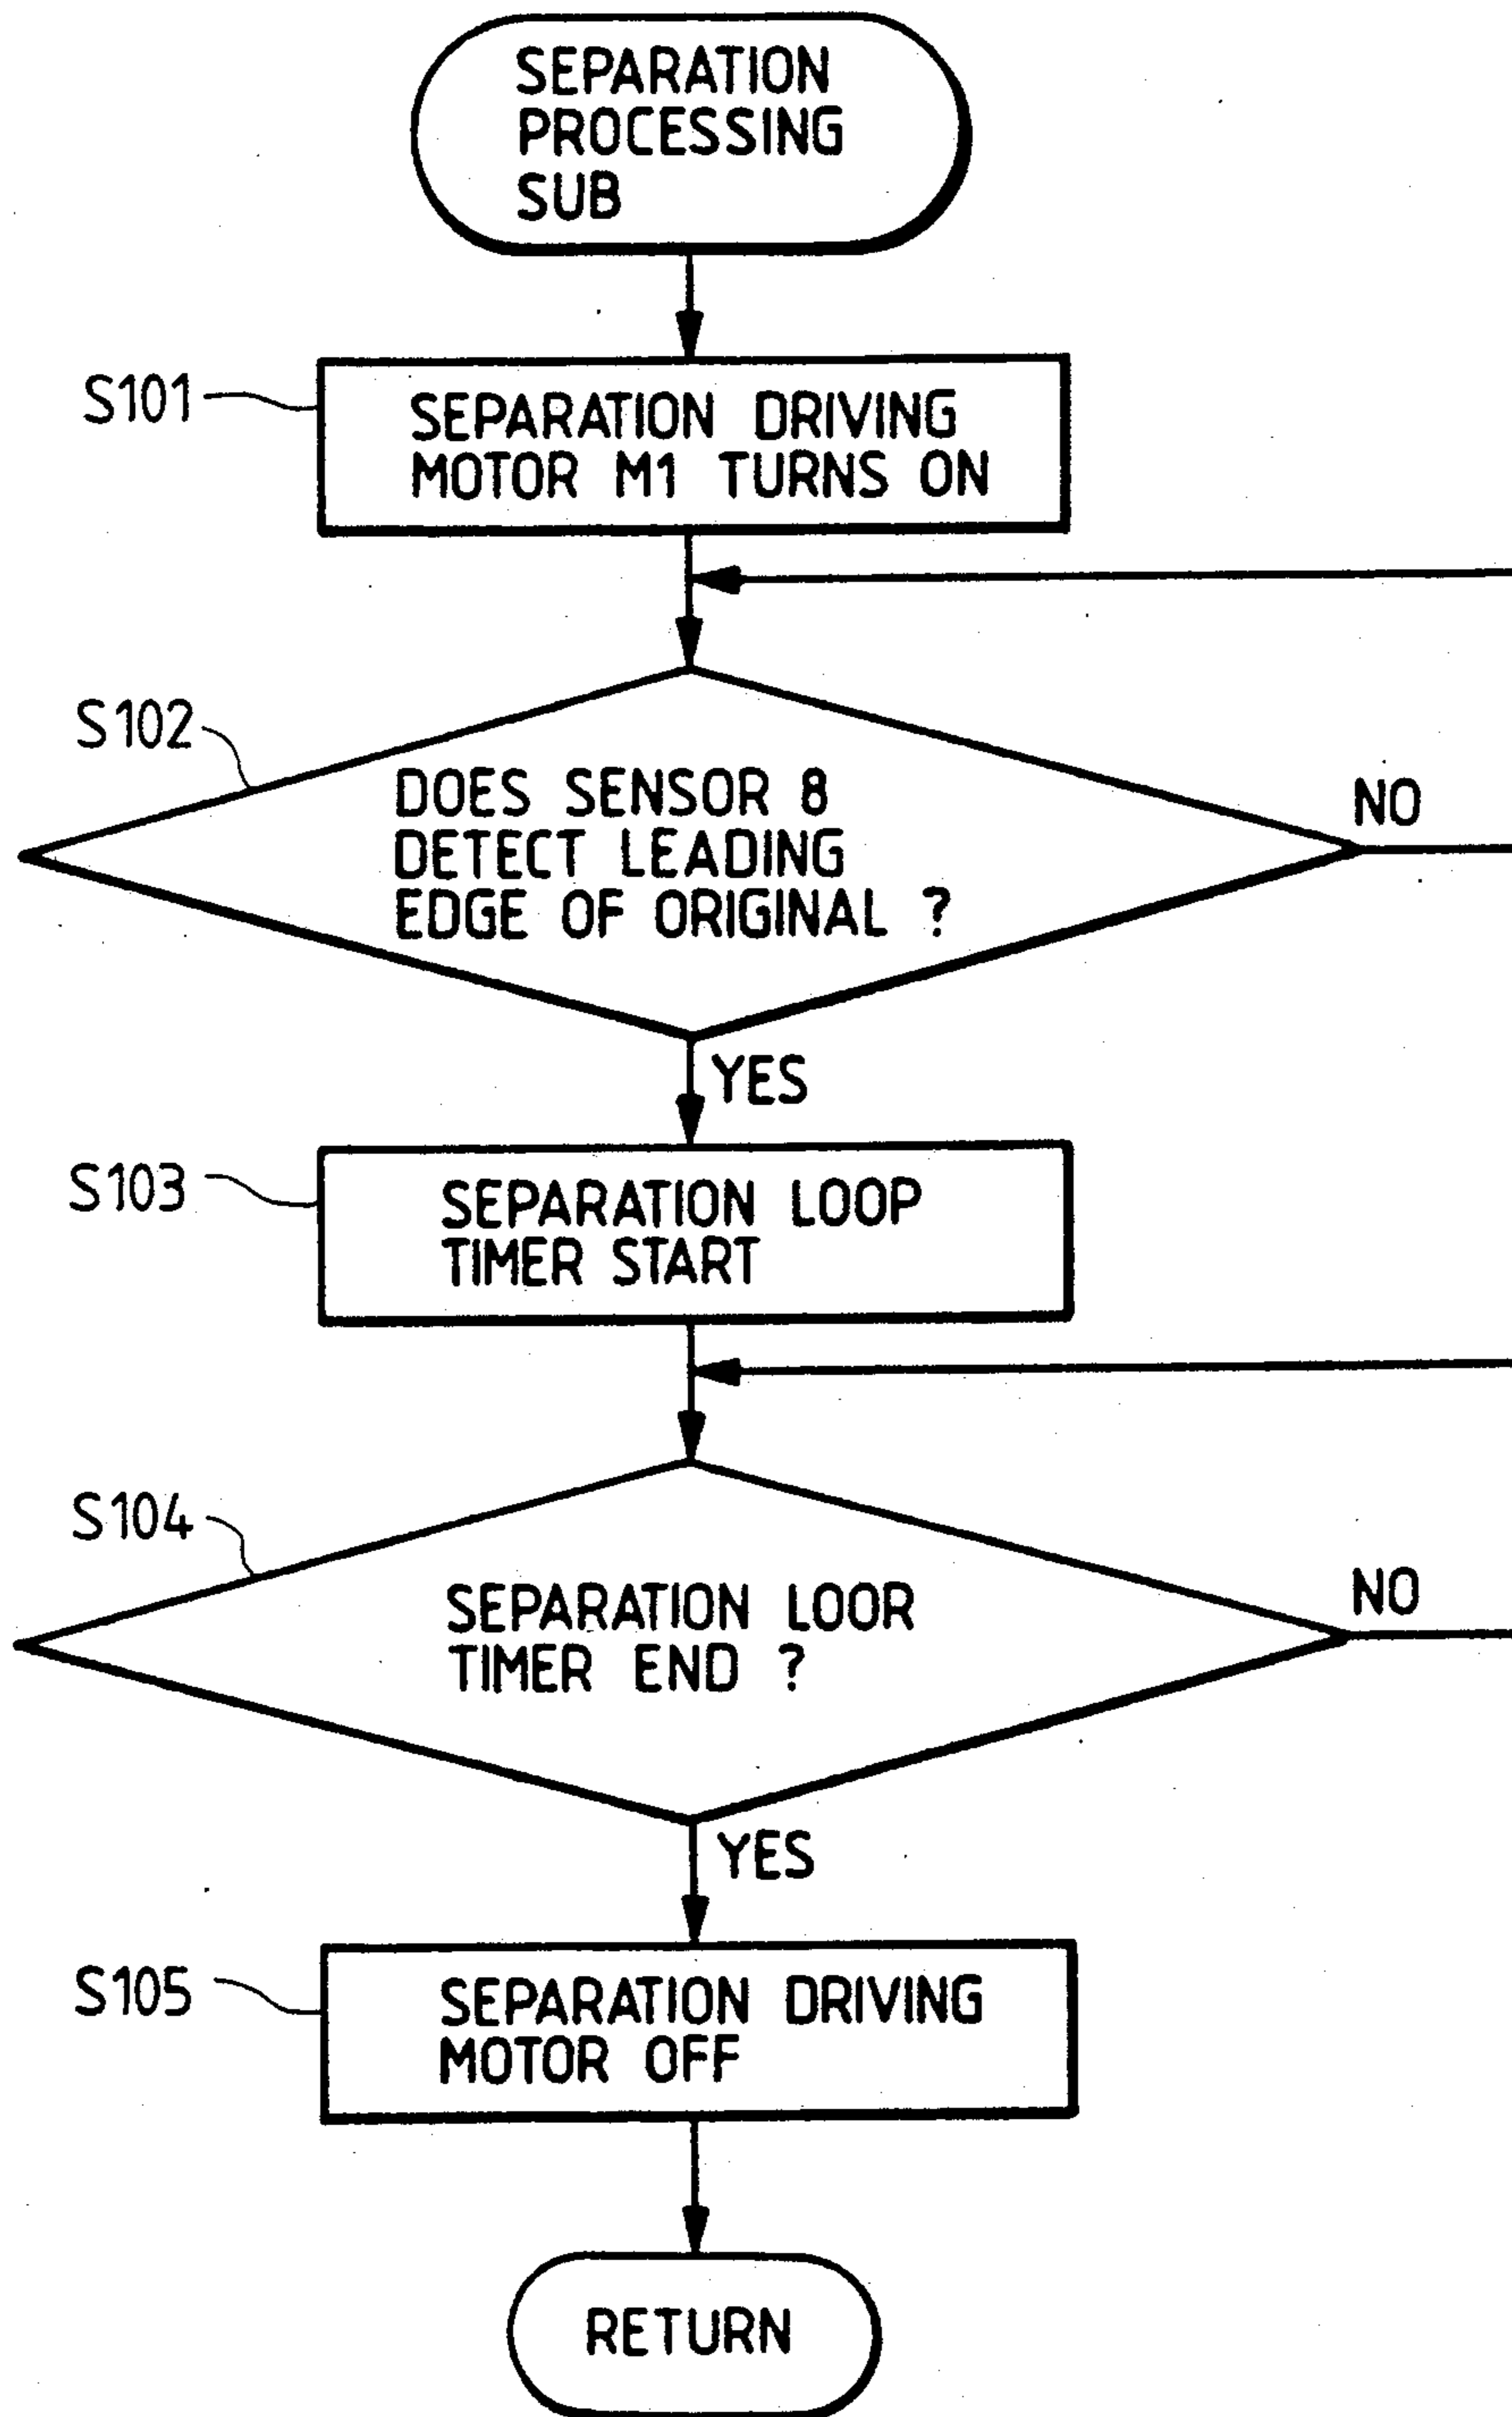 SEPARATION
PROCESSING
SUB
S101
SEPARATION DRIVING
MOTOR M1 TURNS ON
S102
DOES SENSOR 8
DETECT LEADING
EDGE OF ORIGINAL ?
NO
YES
S103
SEPARATION LOOP
TIMER START
S104
SEPARATION LOOR
TIMER END ?
NO
YES
S105
SEPARATION DRIVING
MOTOR OFF
RETURN